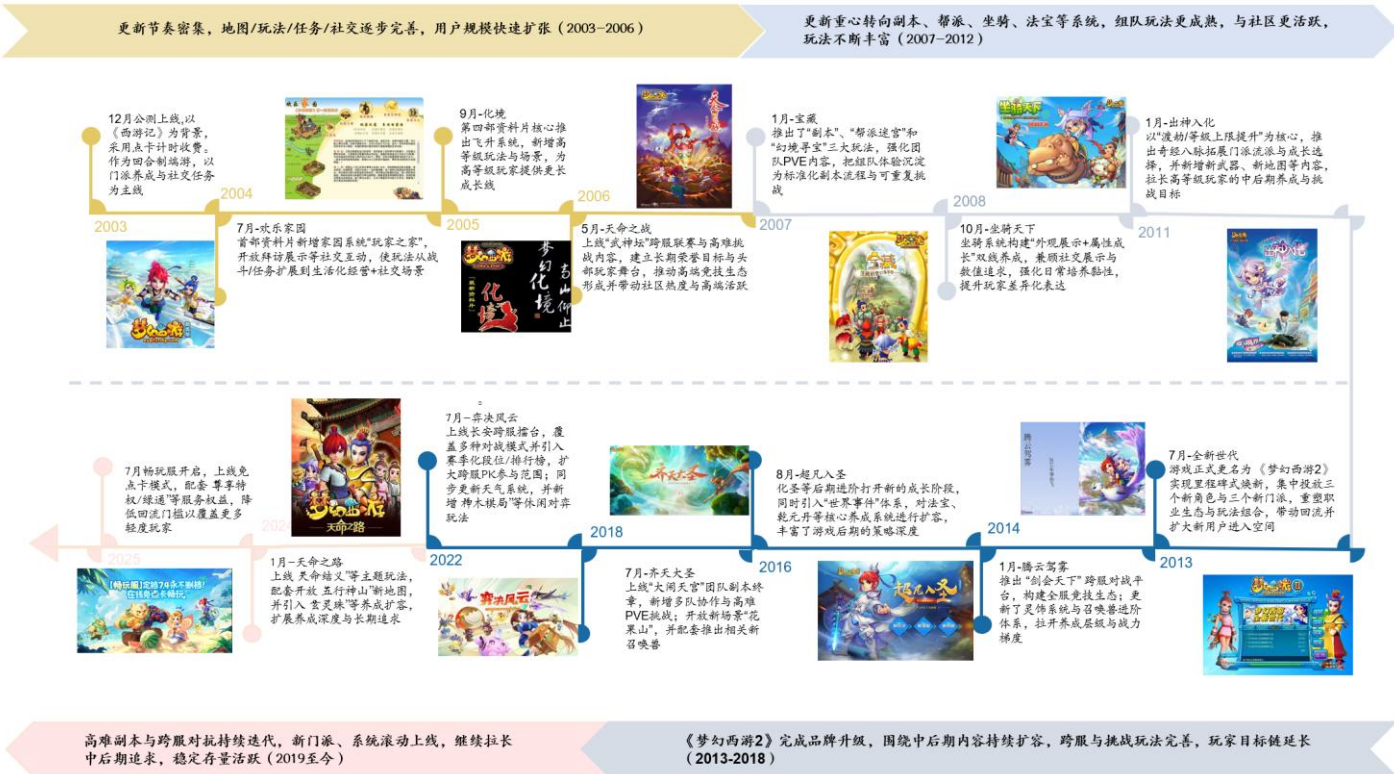 更新节奏密集，地图/玩法/任务/社交逐步完善，用户规模快速扩张（2003-2006）
更新重心转向副本、帮派、坐骑、法宝等系统，组队玩法更成熟，与社区更活跃，
玩法不断丰富（2007-2012）
12月公测上线,以
《西游记》为背景，
采用点卡计时收费。
作为回合制端游，以
门派养成与社交任务
为主线
2003
2004
7月-欢乐家园
首部资料片新增家园系统“玩家之家”，
开放拜访展示等社交互动，使玩法从战
斗/任务扩展到生活化经营+社交场景
9月-化境
第四部资料片核心推
出飞升系统，新增高
等级玩法与场景，为
高等级玩家提供更长
成长线
2005
2006
5月-天命之战
上线“武神坛”跨服联赛与高难挑
战内容，建立长期荣誉目标与头
部玩家舞台，推动高端竞技生态
形成并带动社区热度与高端活跃
1月-宝藏
推出了“副本”、“帮派迷宫”和
“幻境寻宝”三大玩法，强化团
队PVE内容，把组队体验沉淀
为标准化副本流程与可重复挑
战
2007
2008
10月-坐骑天下
坐骑系统构建“外观展示+属性成
长”双线养成，兼顾社交展示与
数值追求，强化日常培养黏性，
提升玩家差异化表达
1月-出神入化
以“渡劫/等级上限提升”为核心，推
出奇经八脉拓展门派流派与成长选
择，并新增新武器、新地图等内容，
拉长高等级玩家的中后期养成与挑
战目标
2011
梦幻西游
化境
梦幻化境
高山仰止
坐骑天下
7月畅玩服开启，上线免
点卡模式，配套 尊享特
权/绿通)等服务权益，降
低回流门槛以覆盖更多
轻度玩家
2025
2024
1月-天命之路
上线 天命结义”等主题玩法，
配套开放 五行神山”新地图，
并引入 玄灵珠”等养成扩容，
扩展养成深度与长期追求
梦幻西游
天命之路
=
7月-弈决风云
上线长安跨服擂台，覆
盖多种对战模式并引入
赛季化段位/排行榜，扩
大跨服PK参与范围；同
步更新天气系统，并新
增 神木棋局”等休闲对弈
玩法
2022
2018
齐天大圣
7月-齐天大圣
上线“大闹天宫”团队副本终
章，新增多队协作与高难
PVE挑战；开放新场景“花
果山”，并配套推出相关新
召唤兽
8月-超凡入圣
化圣等后期进阶打开新的成长阶段，
同时引入“世界事件”体系，对法宝、
乾元丹等核心养成系统进行扩容，
丰富了游戏后期的策略深度
2016
2014
腾云驾雾
1月-腾云驾雾
推出“剑会天下”跨服对战平
台，构建全服竞技生态；更
新了灵饰系统与召唤兽进阶
体系，拉开养成层级与战力
梯度
7月-全新世代
游戏正式更名为 《梦幻西游2》
实现里程碑式焕新，集中投放三
个新角色与三个新门派，重塑职
业生态与玩法组合，带动回流并
扩大新用户进入空间
2013
弈决风云
超凡入圣
高难副本与跨服对抗持续迭代，新门派、系统滚动上线，继续拉长
中后期追求，稳定存量活跃（2019至今）
《梦幻西游2》完成品牌升级，围绕中后期内容持续扩容，跨服与挑战玩法完善，玩家目标链延长
（2013-2018）